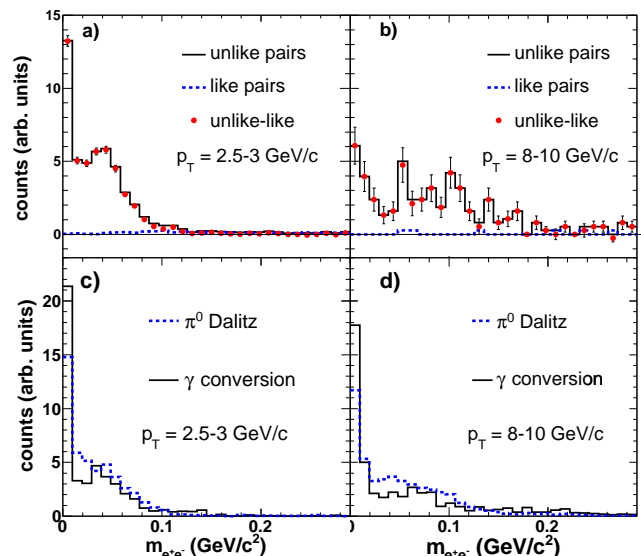 a)
unlike pairs
like pairs
unlike-like
p_T = 2.5-3 GeV/c
counts (arb. units)
15
10
5
0
b)
unlike pairs
like pairs
unlike-like
p_T = 8-10 GeV/c
c)
π⁰ Dalitz
γ conversion
p_T = 2.5-3 GeV/c
counts (arb. units)
20
15
10
5
0
d)
π⁰ Dalitz
γ conversion
p_T = 8-10 GeV/c
0
0.1
0.2
m_e⁺e⁻ (GeV/c²)
0
0.1
0.2
m_e⁺e⁻ (GeV/c²)